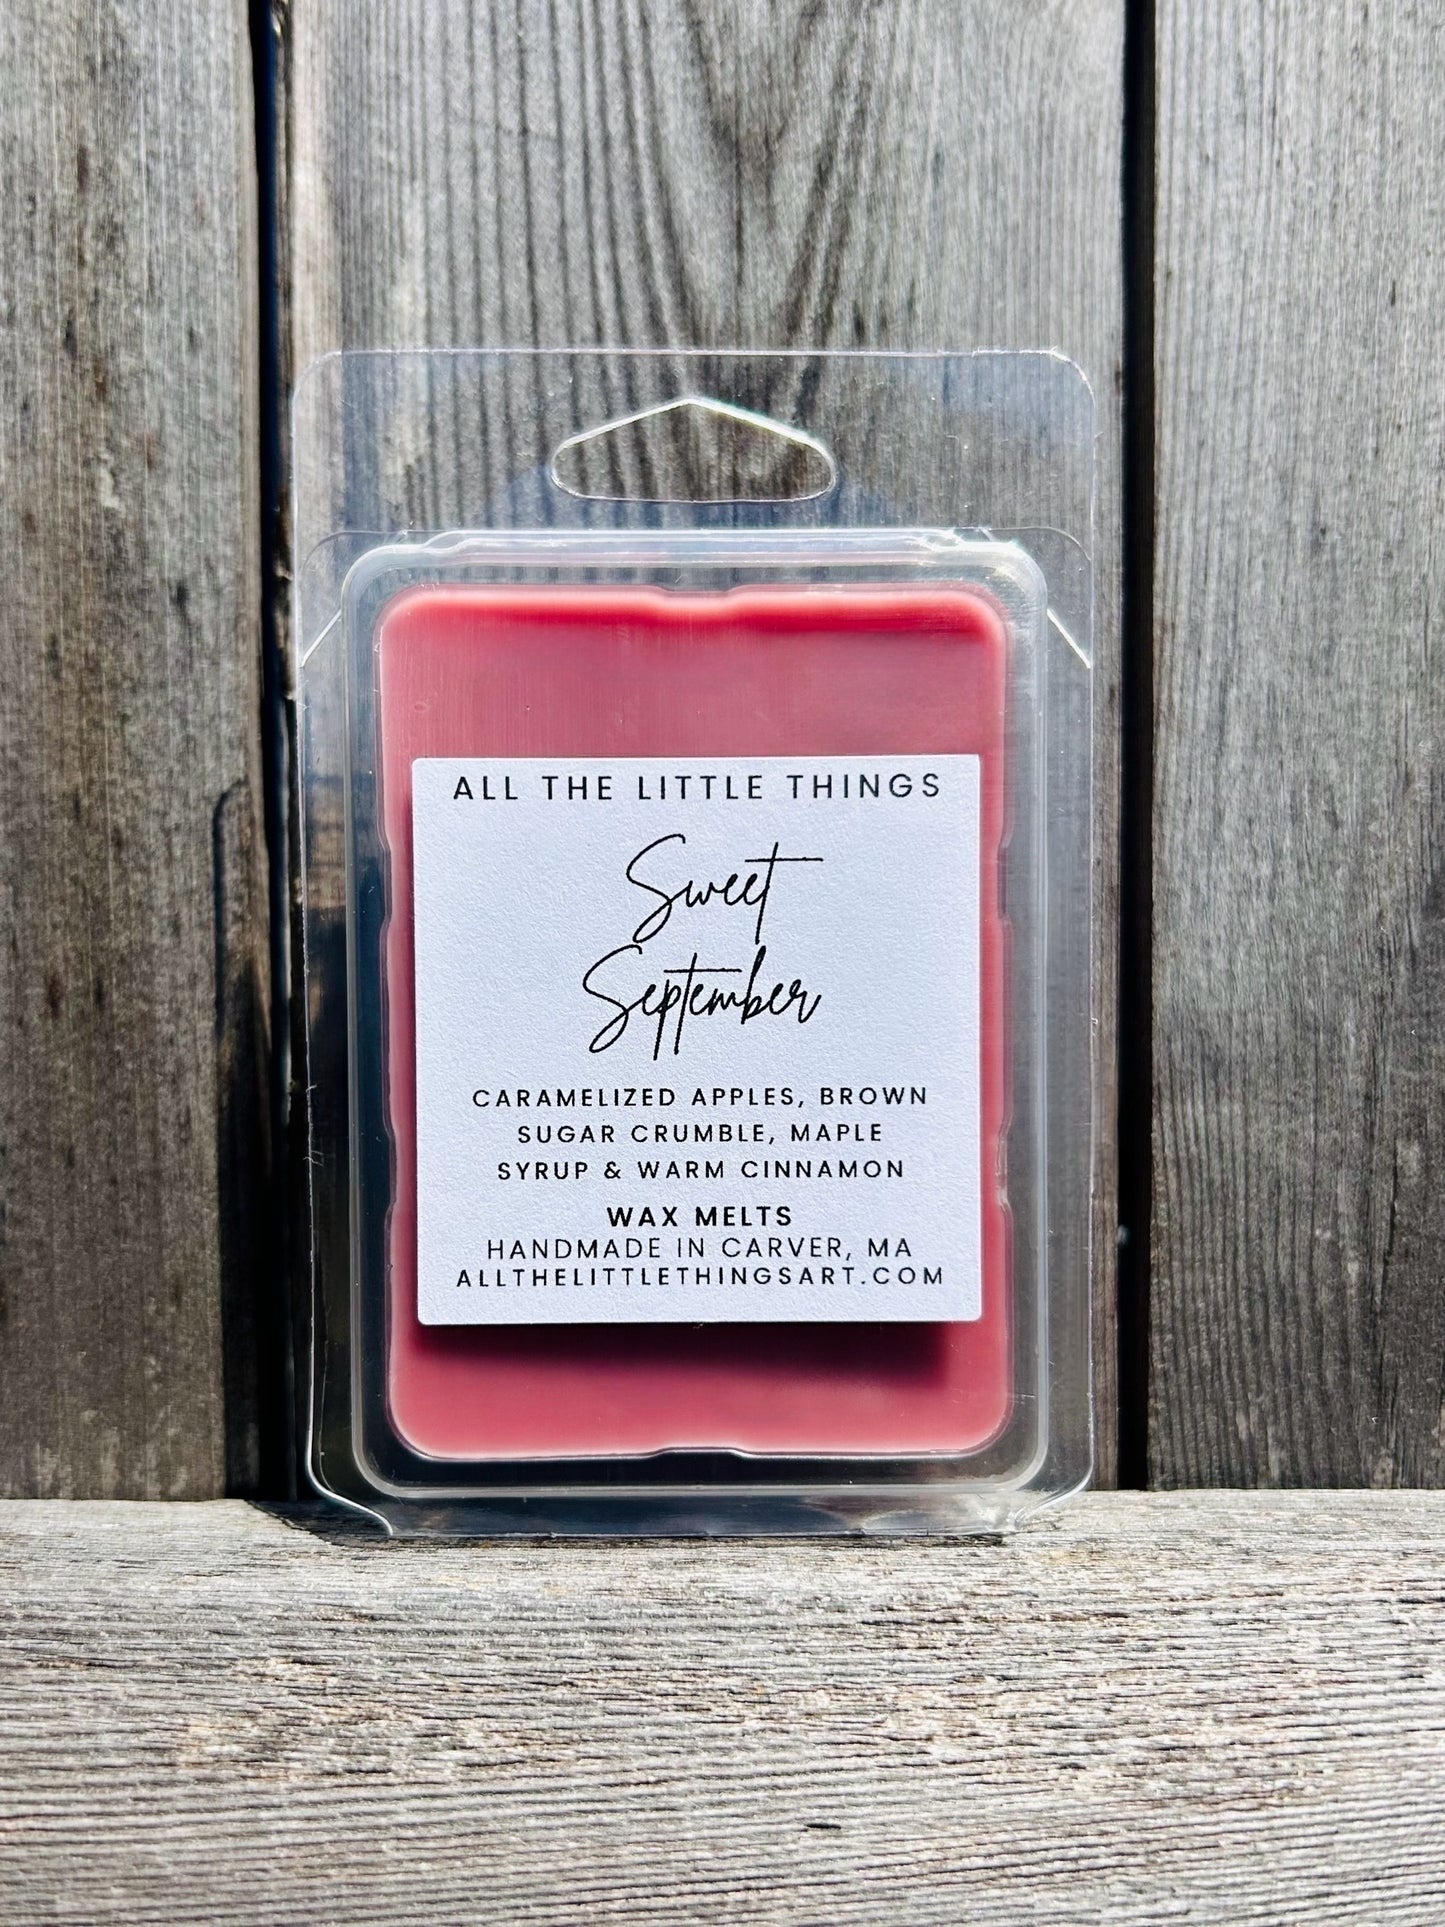 ALL THE LITTLE THINGS
Sweet
September
CARAMELIZED APPLES, BROWN
SUGAR CRUMBLE, MAPLE
SYRUP & WARM CINNAMON
WAX MELTS
HANDMADE IN CARVER, MA
ALLTHELITTLETHINGSART.COM